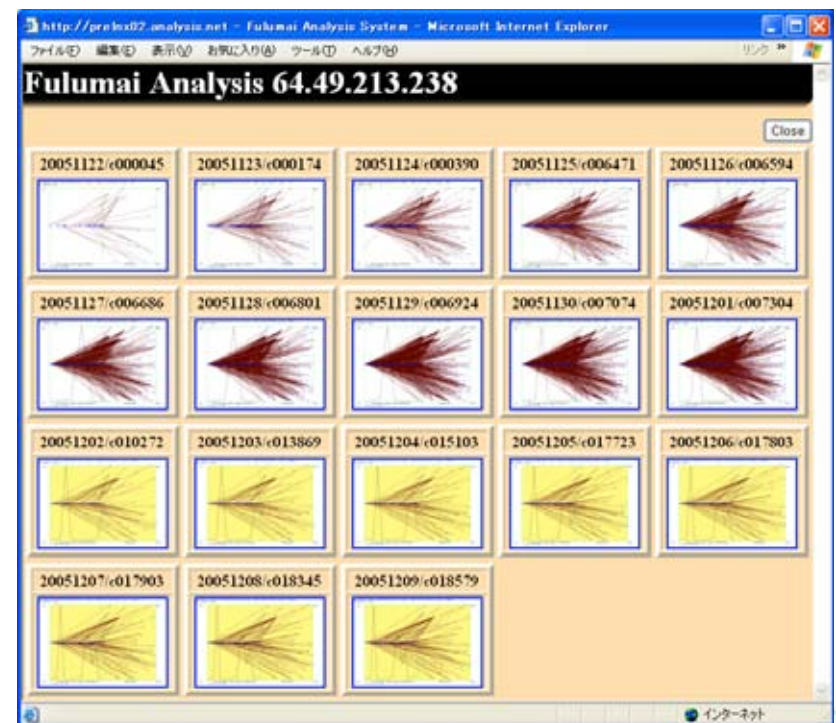 http://prelnx02.analysis.net - Fulumai Analysis System - Microsoft Internet Explorer
ファイル(F) 編集(E) 表示(V) お気に入り(A) ツール(T) ヘルプ(H) リンク »
Fulumai Analysis 64.49.213.238
Close
20051122/c000045 20051123/c000174 20051124/c000390 20051125/c006471 20051126/c006594
20051127/c006686 20051128/c006801 20051129/c006924 20051130/c007074 20051201/c007304
20051202/c010272 20051203/c013869 20051204/c015103 20051205/c017723 20051206/c017803
20051207/c017903 20051208/c018345 20051209/c018579
インターネット